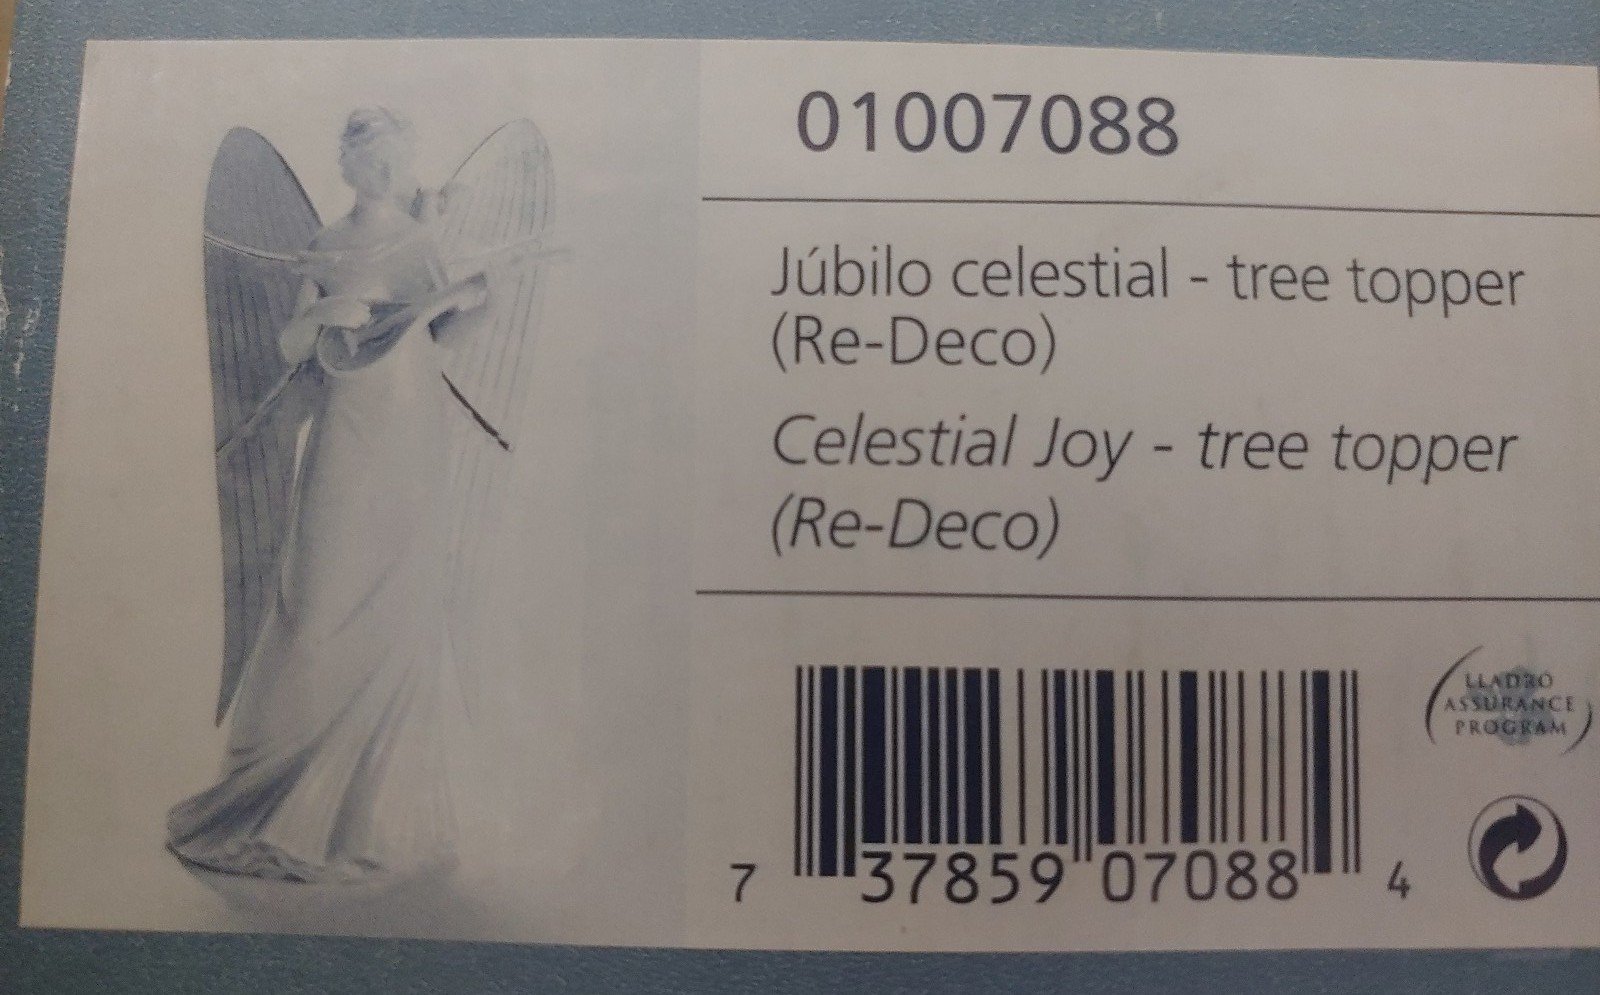 01007088
Júbilo celestial - tree topper
(Re-Deco)
Celestial Joy - tree topper
(Re-Deco)
LLADRO
ASSURANCE
PROGRAM
7 37859 07088 4